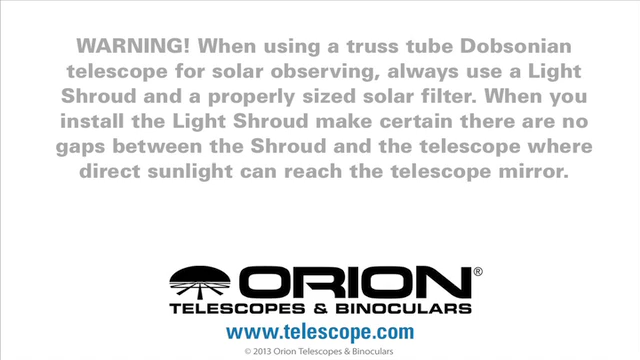 WARNING! When using a truss tube Dobsonian
telescope for solar observing, always use a Light
Shroud and a properly sized solar filter. When you
install the Light Shroud make certain there are no
gaps between the Shroud and the telescope where
direct sunlight can reach the telescope mirror.
ORION®
TELESCOPES & BINOCULARS
www.telescope.com
© 2013 Orion Telescopes & Binoculars